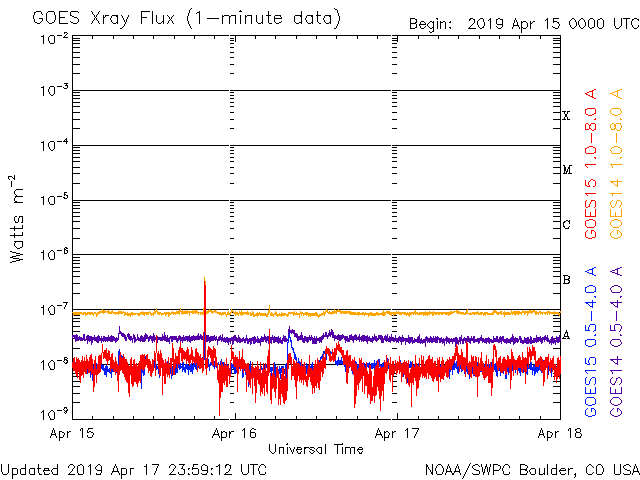 GOES Xray Flux (1-minute data)
Begin: 2019 Apr 15 0000 UTC
10⁻²
10⁻³
10⁻⁴
10⁻⁵
10⁻⁶
10⁻⁷
10⁻⁸
10⁻⁹
Watts m⁻²
X
M
C
B
A
GOES15 1.0-8.0 A
GOES14 1.0-8.0 A
GOES15 0.5-4.0 A
GOES14 0.5-4.0 A
Apr 15
Apr 16
Apr 17
Apr 18
Universal Time
Updated 2019 Apr 17 23:59:12 UTC
NOAA/SWPC Boulder, CO USA